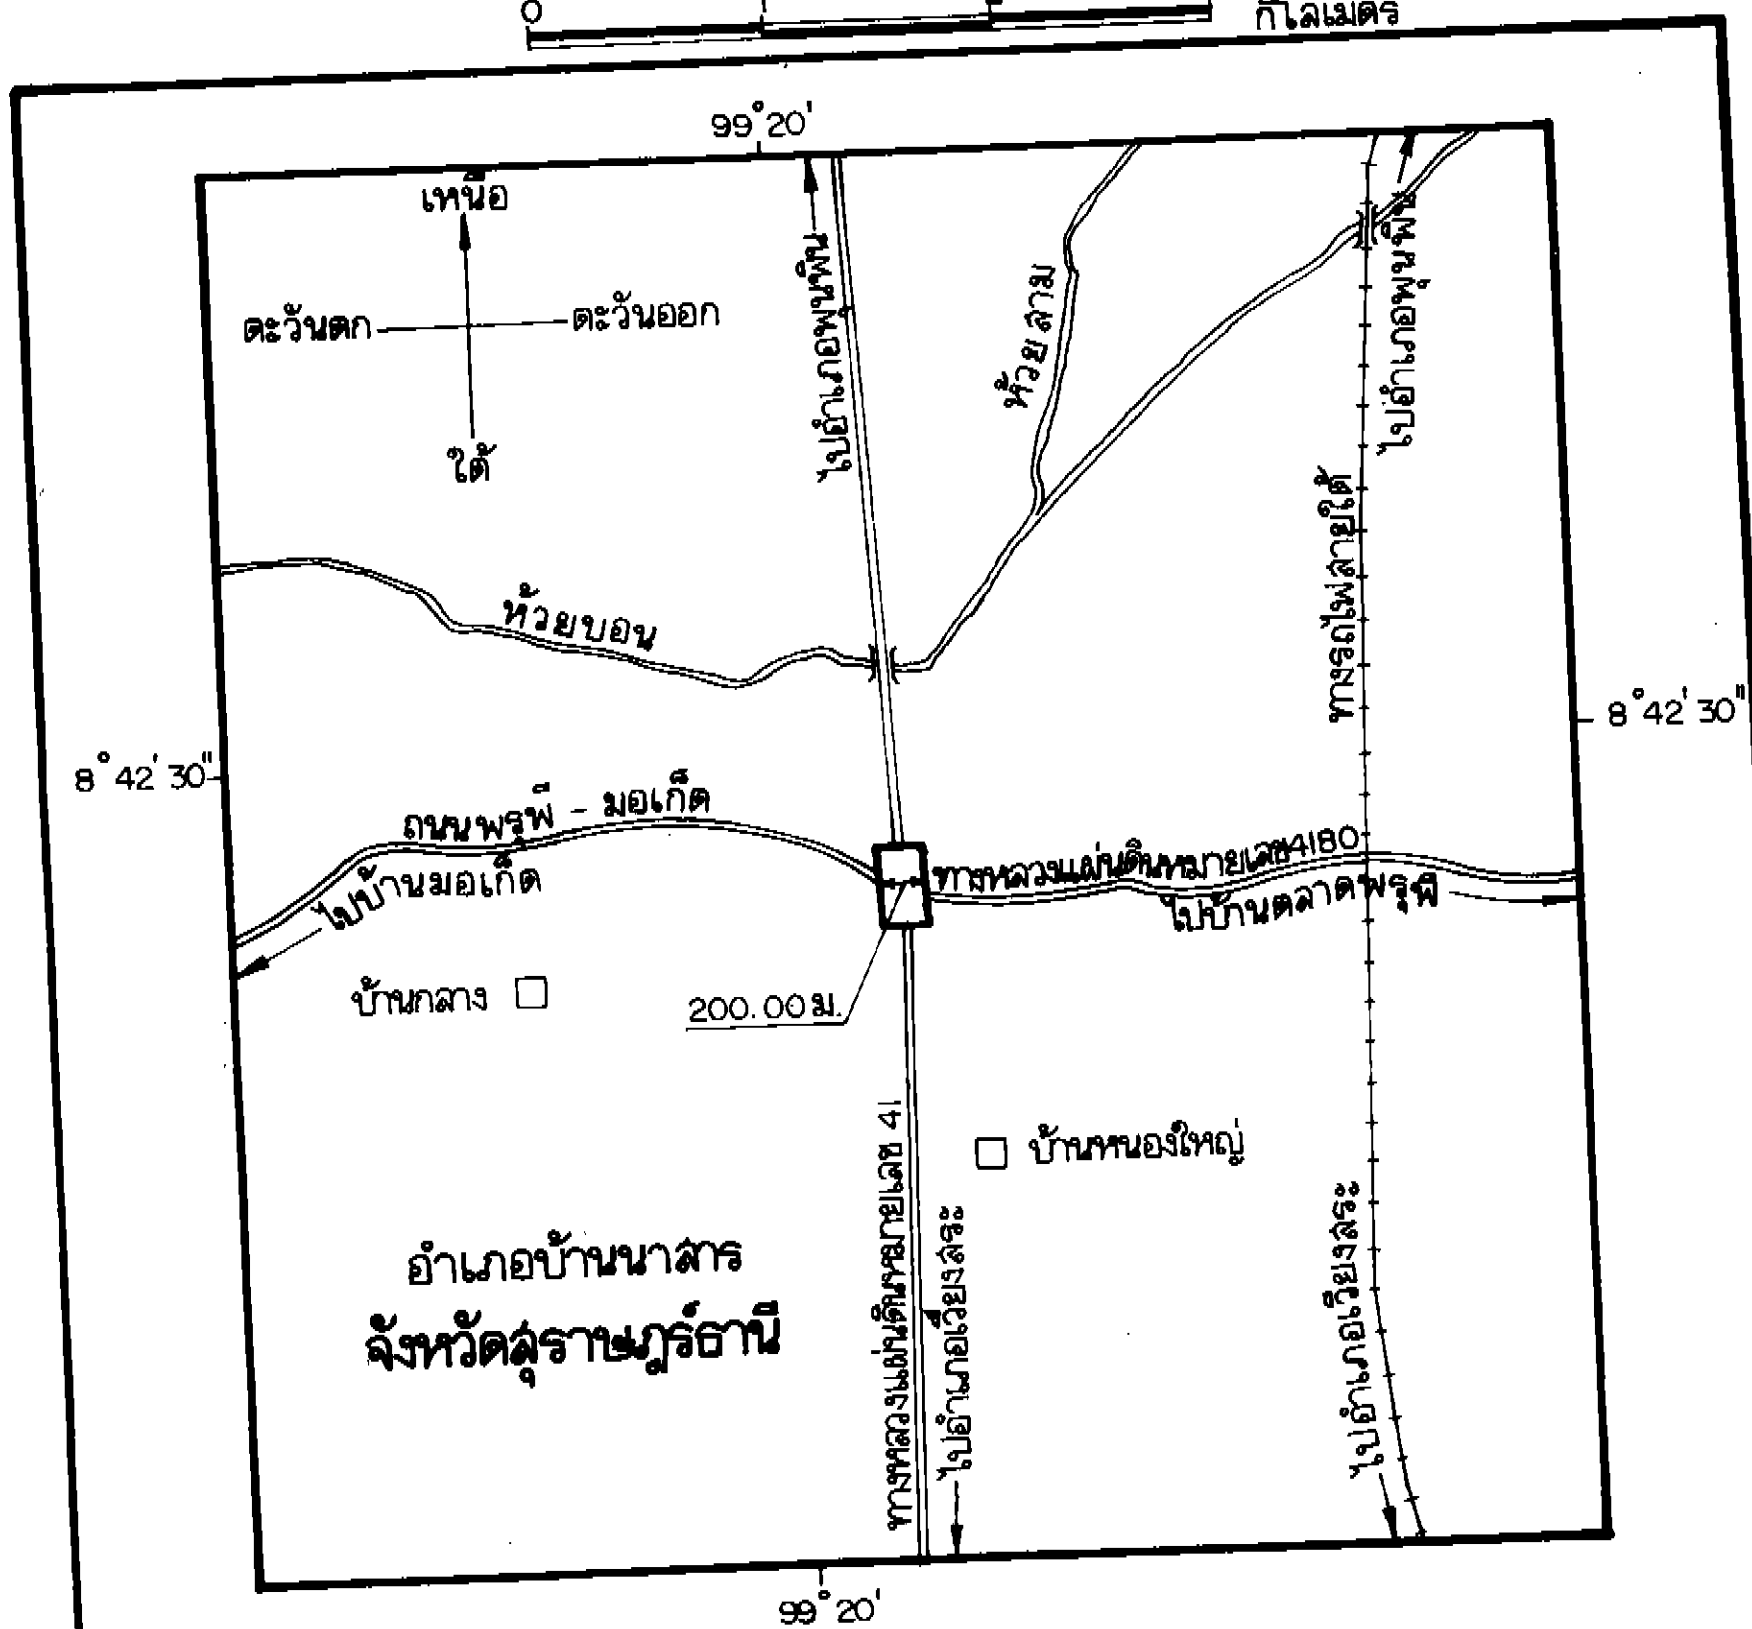 0
กิโลเมตร
99°20'
เหนือ
ตะวันตก
ตะวันออก
ใต้
ไปอำเภอพุนพิน
ห้วยลาม
ไปอำเภอพุนพิน
ทางรถไฟสายใต้
ห้วยบอน
8°42'30"
8°42'30"
ถนนพรุพี - มอเก็ต
ไปบ้านมอเก็ต
ทางหลวงแผ่นดินหมายเลข4180
ไปบ้านตลาดพรุพี
บ้านกลาง
200.00ม.
บ้านหนองใหญ่
ทางหลวงแผ่นดินหมายเลข 41
ไปอำเภอเวียงสระ
ไปอำเภอเวียงสระ
อำเภอบ้านนาสาร
จังหวัดสุราษฎร์ธานี
99°20'